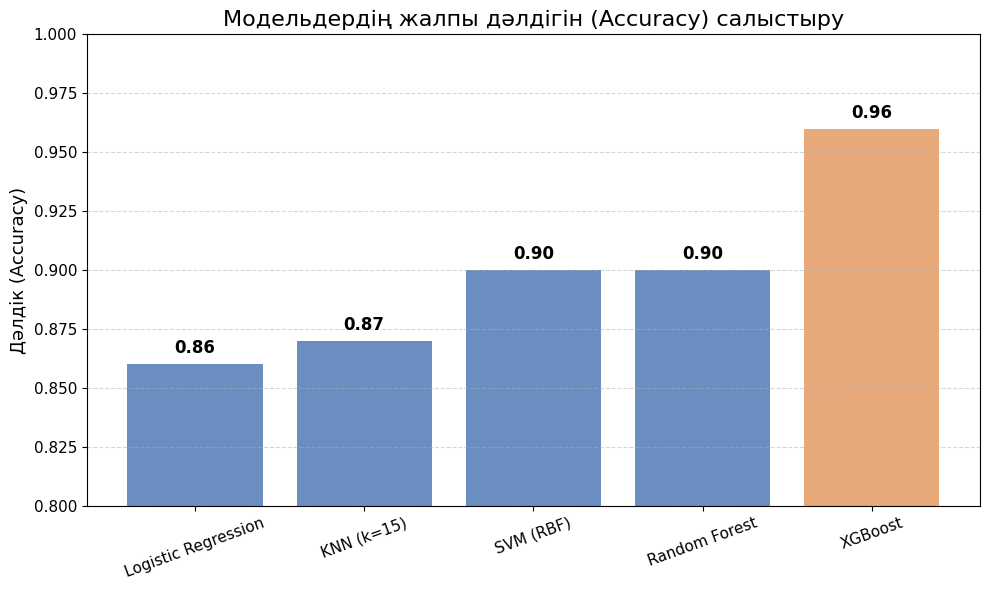 Модельдердің жалпы дәлдігін (Accuracy) салыстыру
Дәлдік (Accuracy)
1.000
0.975
0.950
0.925
0.900
0.875
0.850
0.825
0.800
0.86
0.87
0.90
0.90
0.96
Logistic Regression
KNN (k=15)
SVM (RBF)
Random Forest
XGBoost